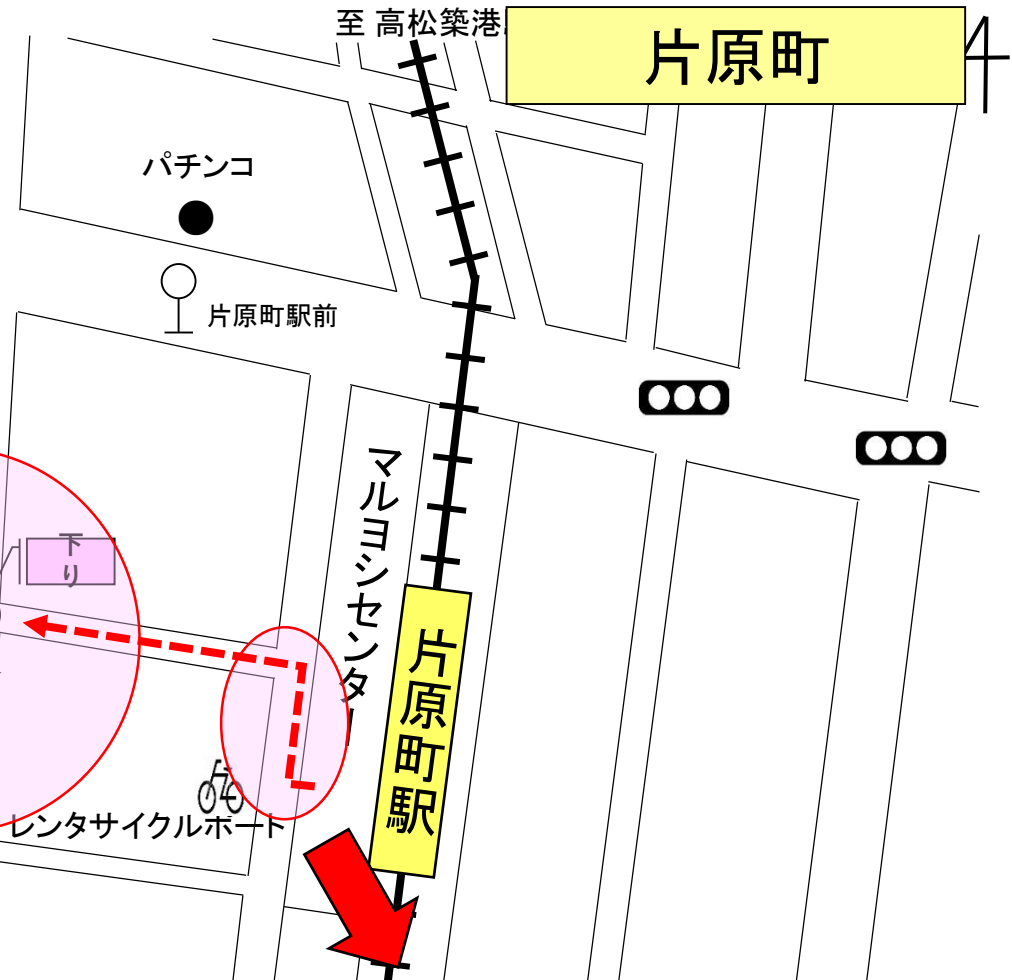 至 高松築港
片原町
パチンコ
片原町駅前
マルヨシセンター
下り
片原町駅
レンタサイクルポート